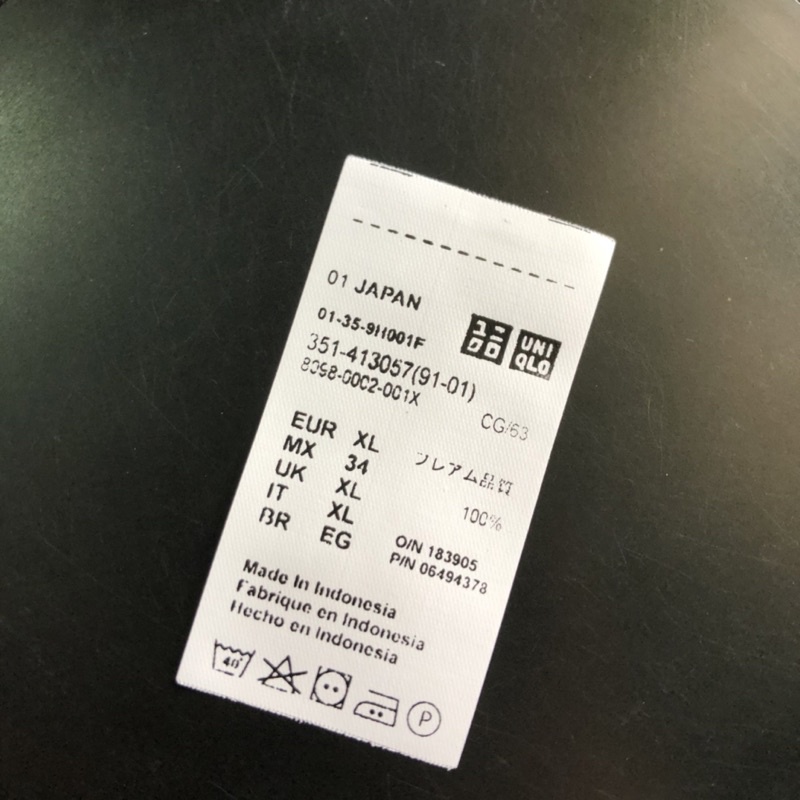 01 JAPAN
01-35-9H001F
351-413057(91-01)
8098-0002-001X
ユニ
クロ
UNI
QLO
CG/63
EUR XL
MX 34
UK XL
IT XL
BR EG
プレアム品質
100%
O/N 183905
P/N 06494378
Made In Indonesia
Fabrique en Indonesia
Hecho en Indonesia
40°
P